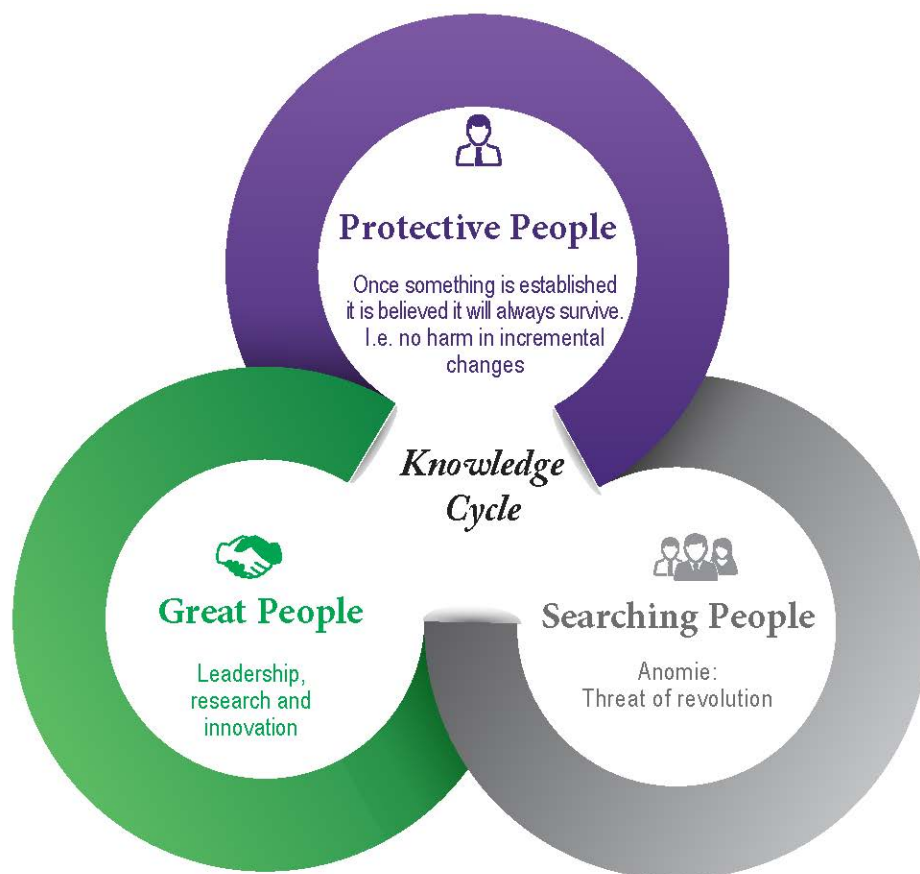 Protective People
Once something is established
it is believed it will always survive.
I.e. no harm in incremental
changes
Knowledge
Cycle
Great People
Leadership,
research and
innovation
Searching People
Anomie:
Threat of revolution